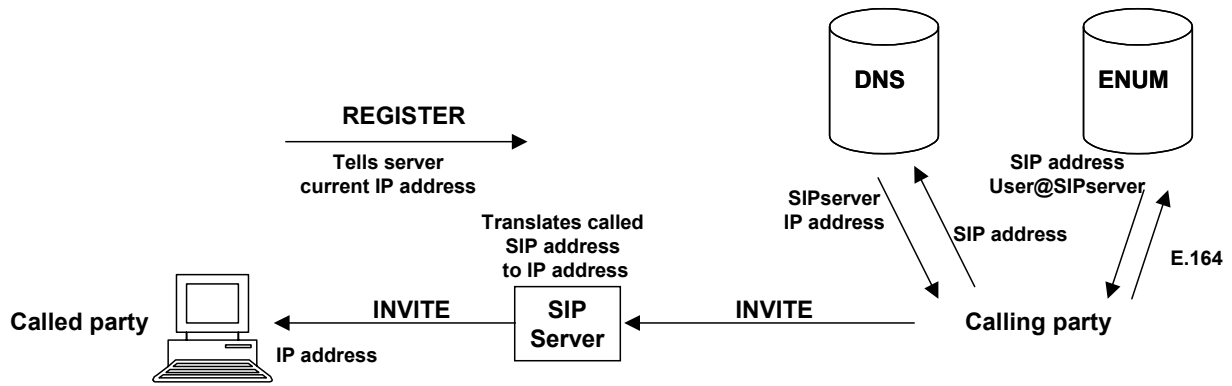 DNS
ENUM
REGISTER
Tells server
current IP address
SIP address
User@SIPserver
SIPserver
IP address
SIP address
E.164
Translates called
SIP address
to IP address
Called party
INVITE
IP address
SIP
Server
INVITE
Calling party